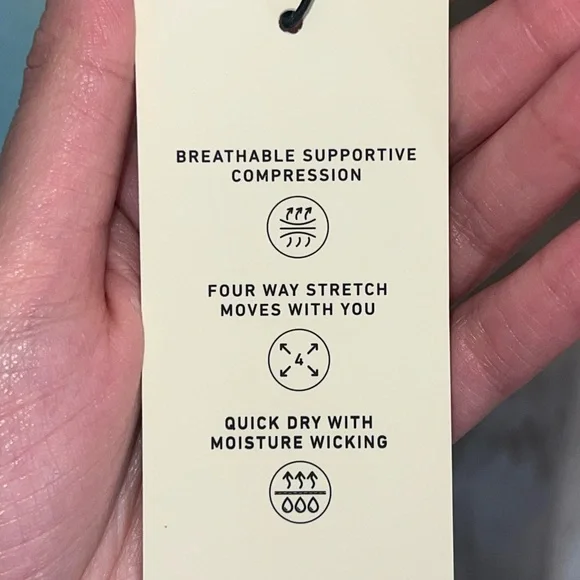 BREATHABLE SUPPORTIVE
COMPRESSION
FOUR WAY STRETCH
MOVES WITH YOU
4
QUICK DRY WITH
MOISTURE WICKING